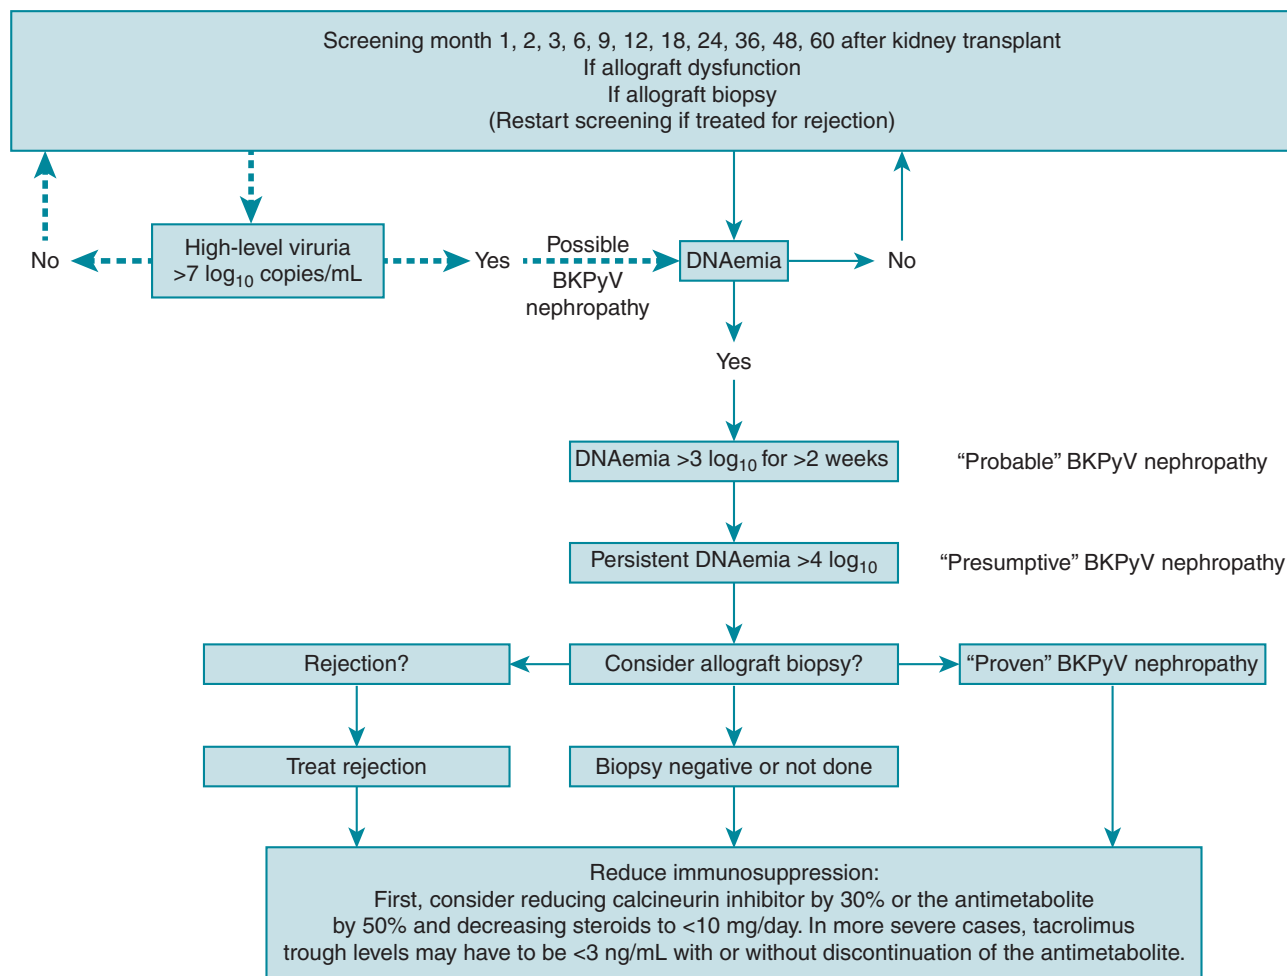 Screening month 1, 2, 3, 6, 9, 12, 18, 24, 36, 48, 60 after kidney transplant
If allograft dysfunction
If allograft biopsy
(Restart screening if treated for rejection)
No
High-level viruria
>7 log₁₀ copies/mL
Yes
Possible
BKPyV
nephropathy
DNAemia
No
Yes
DNAemia >3 log₁₀ for >2 weeks
“Probable” BKPyV nephropathy
Persistent DNAemia >4 log₁₀
“Presumptive” BKPyV nephropathy
Rejection?
Consider allograft biopsy?
“Proven” BKPyV nephropathy
Treat rejection
Biopsy negative or not done
Reduce immunosuppression:
First, consider reducing calcineurin inhibitor by 30% or the antimetabolite
by 50% and decreasing steroids to <10 mg/day. In more severe cases, tacrolimus
trough levels may have to be <3 ng/mL with or without discontinuation of the antimetabolite.